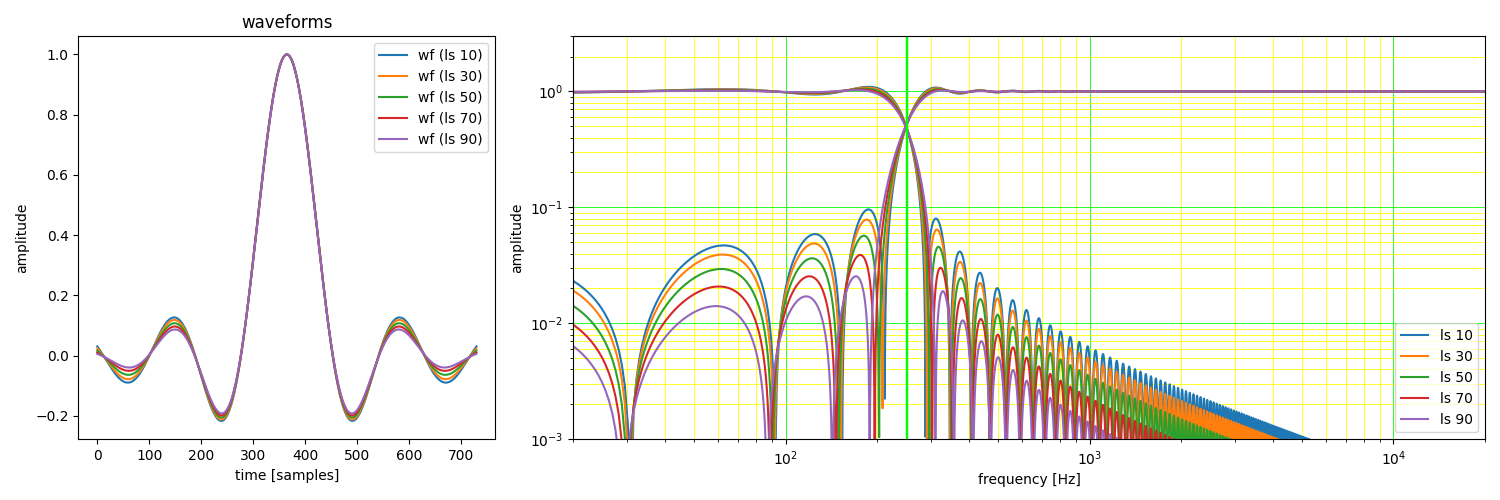 waveforms
amplitude
1.0
0.8
0.6
0.4
0.2
0.0
−0.2
wf (ls 10)
wf (ls 30)
wf (ls 50)
wf (ls 70)
wf (ls 90)
0 100 200 300 400 500 600 700
time [samples]
amplitude
10⁰
10⁻¹
10⁻²
10⁻³
ls 10
ls 30
ls 50
ls 70
ls 90
10² 10³ 10⁴
frequency [Hz]